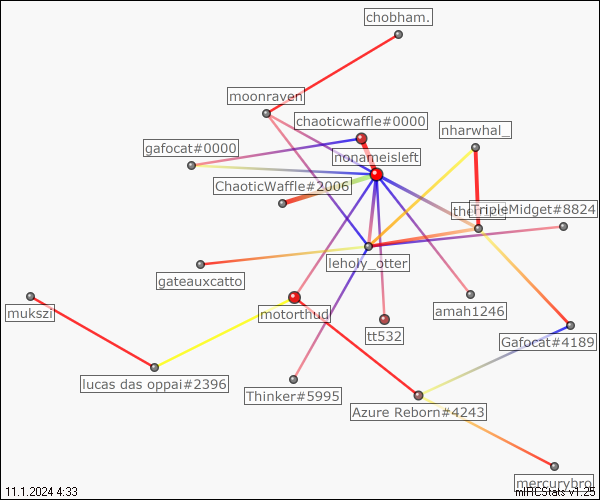 chobham.
moonraven
chaoticwaffle#0000
nharwhal_
gafocat#0000
nonameisleft
ChaoticWaffle#2006
TripleMidget#8824
leholy_otter
gateauxcatto
mukszi
motorthud
amah1246
tt532
Gafocat#4189
lucas das oppai#2396
Thinker#5995
Azure Reborn#4243
mercurybro
11.1.2024 4:33
mIRCStats v1.25